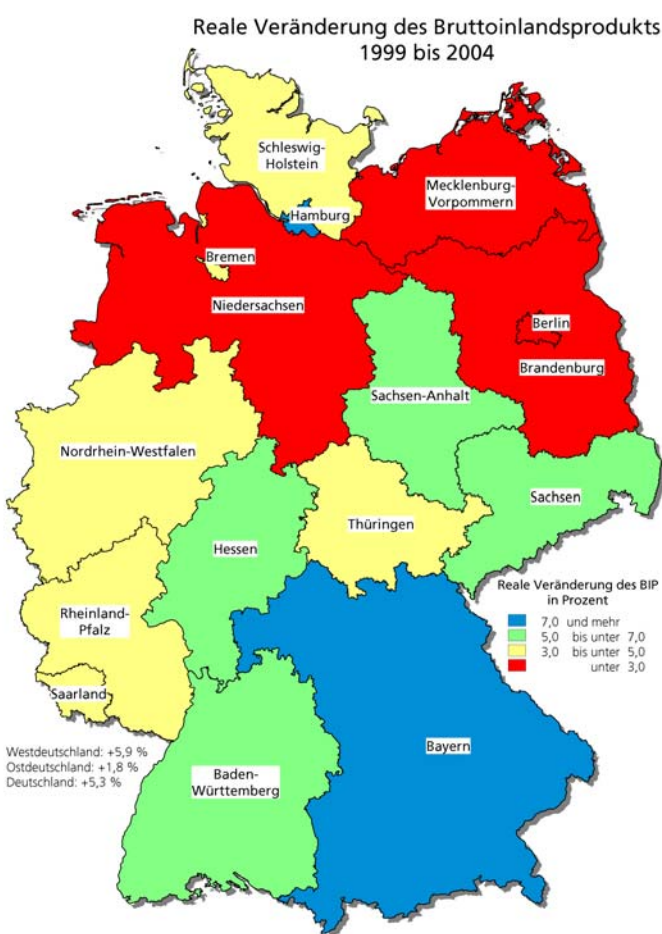 Reale Veränderung des Bruttoinlandsprodukts
1999 bis 2004
Schleswig-
Holstein
Mecklenburg-
Vorpommern
Hamburg
Bremen
Niedersachsen
Berlin
Brandenburg
Sachsen-Anhalt
Nordrhein-Westfalen
Sachsen
Thüringen
Hessen
Reale Veränderung des BIP
in Prozent
7,0 und mehr
5,0 bis unter 7,0
3,0 bis unter 5,0
unter 3,0
Rheinland-
Pfalz
Saarland
Westdeutschland: +5,9 %
Ostdeutschland: +1,8 %
Deutschland: +5,3 %
Bayern
Baden-
Württemberg